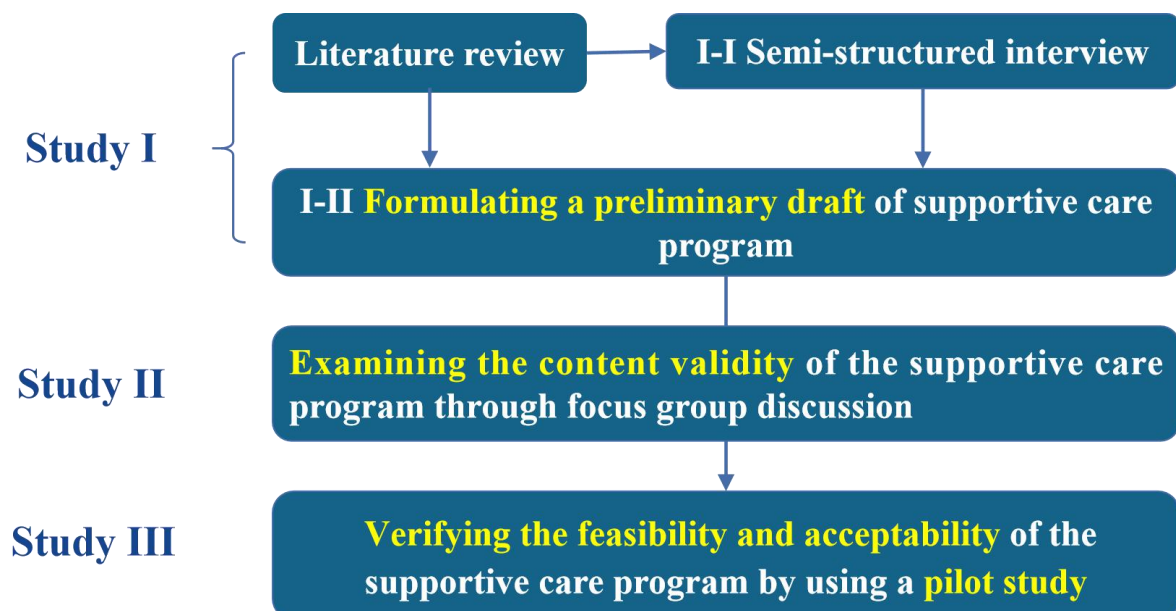 Literature review
I-I Semi-structured interview
Study I
I-II Formulating a preliminary draft of supportive care
program
Study II
Examining the content validity of the supportive care
program through focus group discussion
Study III
Verifying the feasibility and acceptability of the
supportive care program by using a pilot study